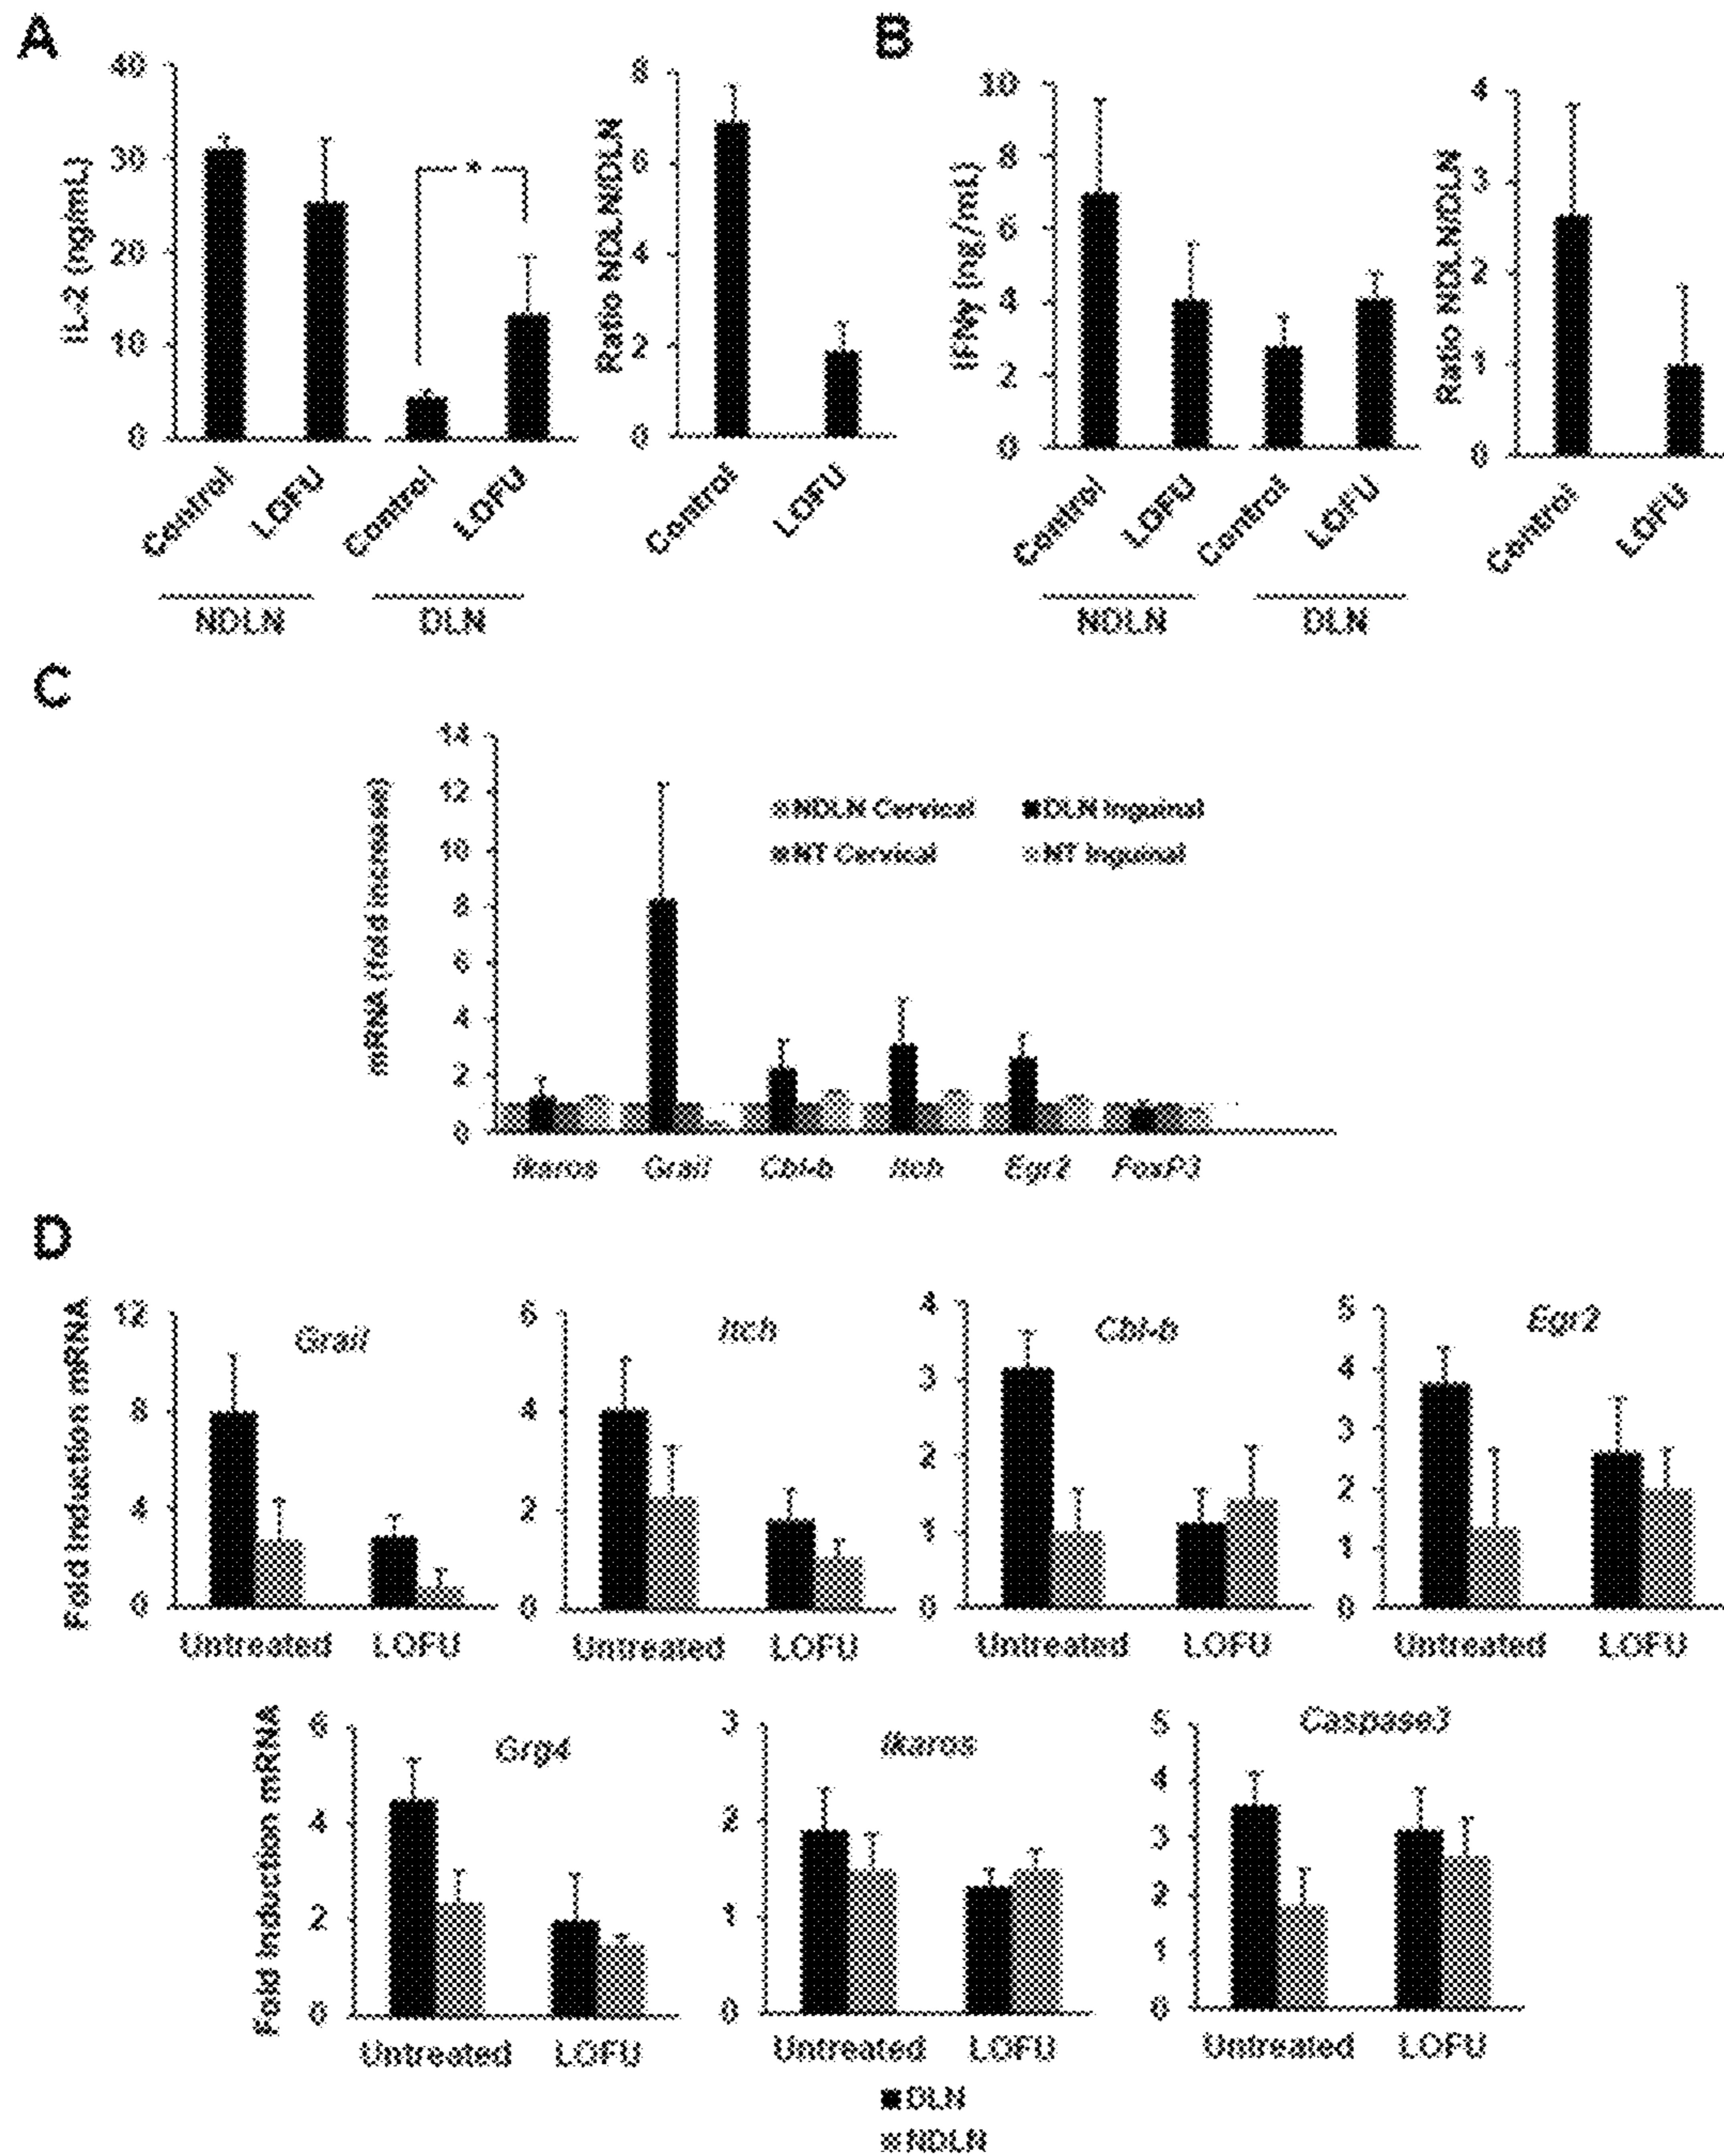 A
IL-2 (ng/mL)
40
30
20
10
0
*
Control LOFU Control LOFU
NDLN DLN
Ratio NDLN/DLN
8
6
4
2
0
Control LOFU
B
IFNγ (ng/mL)
10
8
6
4
2
0
Control LOFU Control LOFU
NDLN DLN
Ratio NDLN/DLN
4
3
2
1
0
Control LOFU
C
mRNA (fold increase)
14
12
10
8
6
4
2
0
NDLN Cervical DLN Inguinal
NT Cervical NT Inguinal
Ikaros Grail Cbl-b Itch Egr2 FoxP3
D
Fold Induction mRNA
12
8
4
0
Grail
Untreated LOFU
6
4
2
0
Itch
Untreated LOFU
4
3
2
1
0
Cbl-b
Untreated LOFU
5
4
3
2
1
0
Egr2
Untreated LOFU
Fold Induction mRNA
6
4
2
0
Grg4
Untreated LOFU
3
2
1
0
Ikaros
Untreated LOFU
5
4
3
2
1
0
Caspase3
Untreated LOFU
DLN
NDLN